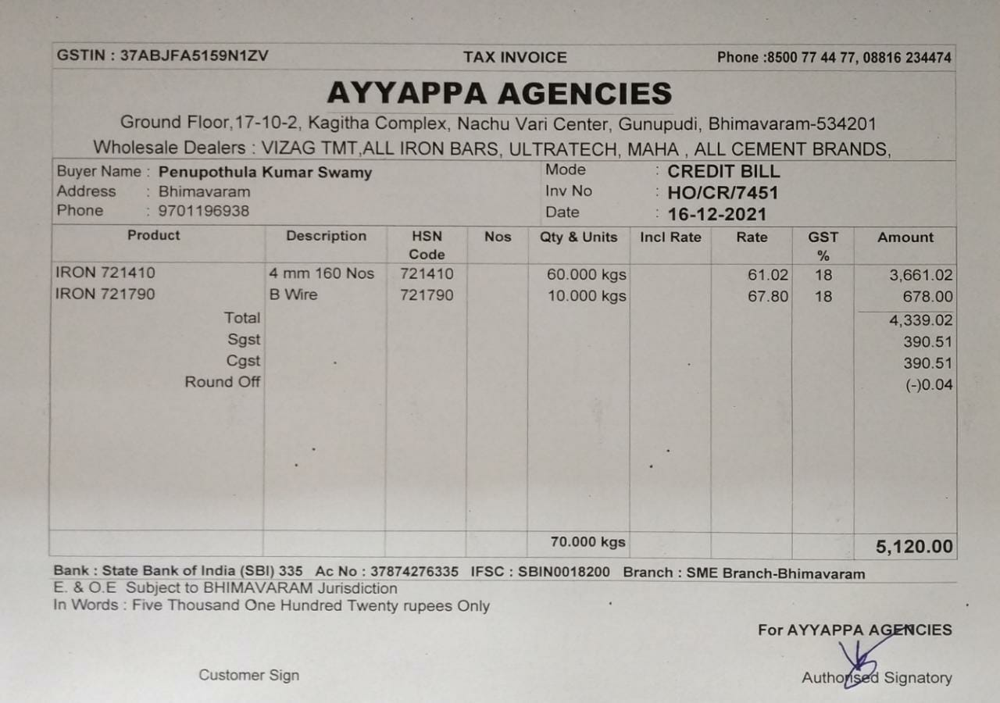 GSTIN : 37ABJFA5159N1ZV TAX INVOICE Phone :8500 77 44 77, 08816 234474
AYYAPPA AGENCIES
Ground Floor,17-10-2, Kagitha Complex, Nachu Vari Center, Gunupudi, Bhimavaram-534201
Wholesale Dealers : VIZAG TMT,ALL IRON BARS, ULTRATECH, MAHA , ALL CEMENT BRANDS,
Buyer Name : Penupothula Kumar Swamy Mode : CREDIT BILL
Address : Bhimavaram Inv No : HO/CR/7451
Phone : 9701196938 Date : 16-12-2021
Product Description HSN Code Nos Qty & Units Incl Rate Rate GST % Amount
IRON 721410 4 mm 160 Nos 721410 60.000 kgs 61.02 18 3,661.02
IRON 721790 B Wire 721790 10.000 kgs 67.80 18 678.00
Total 4,339.02
Sgst 390.51
Cgst 390.51
Round Off (-)0.04
70.000 kgs 5,120.00
Bank : State Bank of India (SBI) 335 Ac No : 37874276335 IFSC : SBIN0018200 Branch : SME Branch-Bhimavaram
E. & O.E Subject to BHIMAVARAM Jurisdiction
In Words : Five Thousand One Hundred Twenty rupees Only
For AYYAPPA AGENCIES
Customer Sign Authorised Signatory